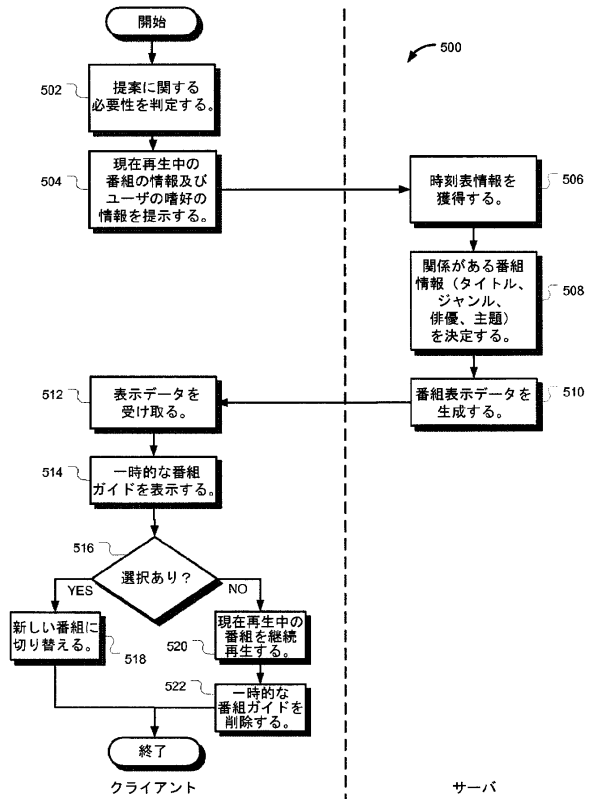 開始
500
502
提案に関する
必要性を判定する。
504
現在再生中の
番組の情報及び
ユーザの嗜好の
情報を提示する。
時刻表情報を
獲得する。
506
関係がある番組
情報（タイトル、
ジャンル、
俳優、主題）
を決定する。
508
番組表示データを
生成する。
510
512
表示データを
受け取る。
514
一時的な番組
ガイドを表示する。
516
選択あり？
YES
NO
新しい番組に
切り替える。
518
現在再生中の
番組を継続
再生する。
520
522
一時的な
番組ガイドを
削除する。
終了
クライアント
サーバ